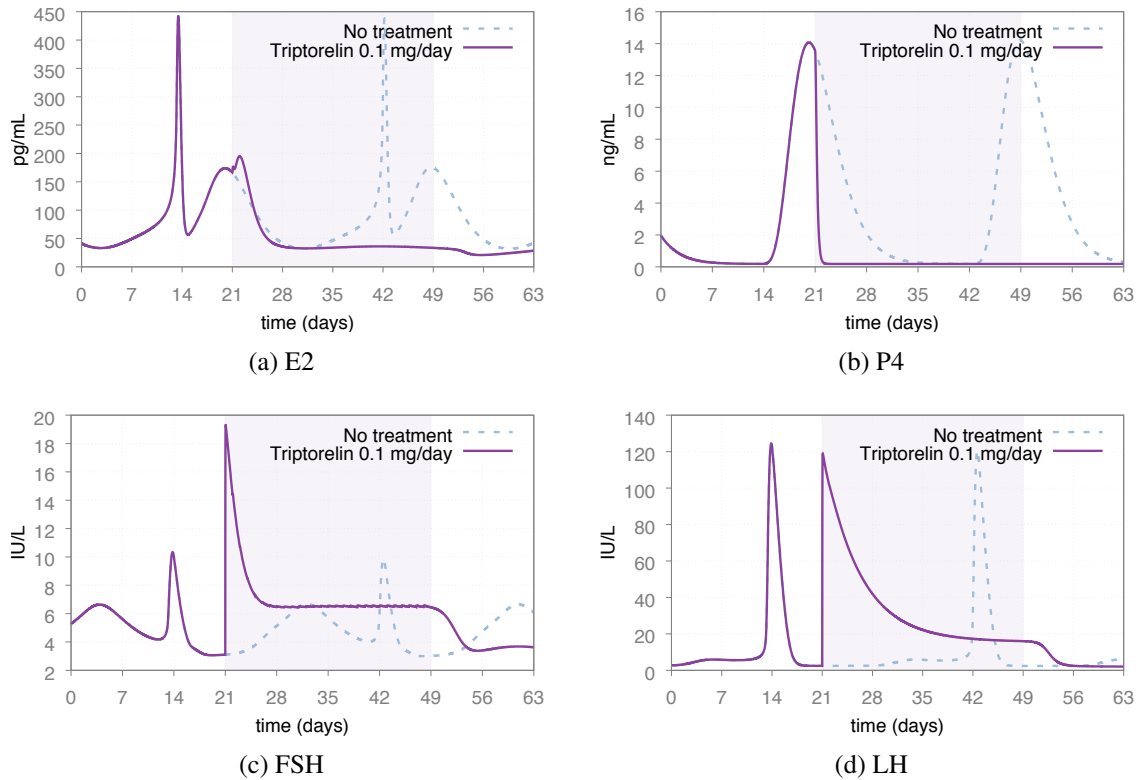 No treatment
Triptorelin 0.1 mg/day
450
400
350
300
250
200
150
100
50
0
pg/mL
0 7 14 21 28 35 42 49 56 63
time (days)
(a) E2
No treatment
Triptorelin 0.1 mg/day
16
14
12
10
8
6
4
2
0
ng/mL
0 7 14 21 28 35 42 49 56 63
time (days)
(b) P4
No treatment
Triptorelin 0.1 mg/day
20
18
16
14
12
10
8
6
4
2
IU/L
0 7 14 21 28 35 42 49 56 63
time (days)
(c) FSH
No treatment
Triptorelin 0.1 mg/day
140
120
100
80
60
40
20
0
IU/L
0 7 14 21 28 35 42 49 56 63
time (days)
(d) LH